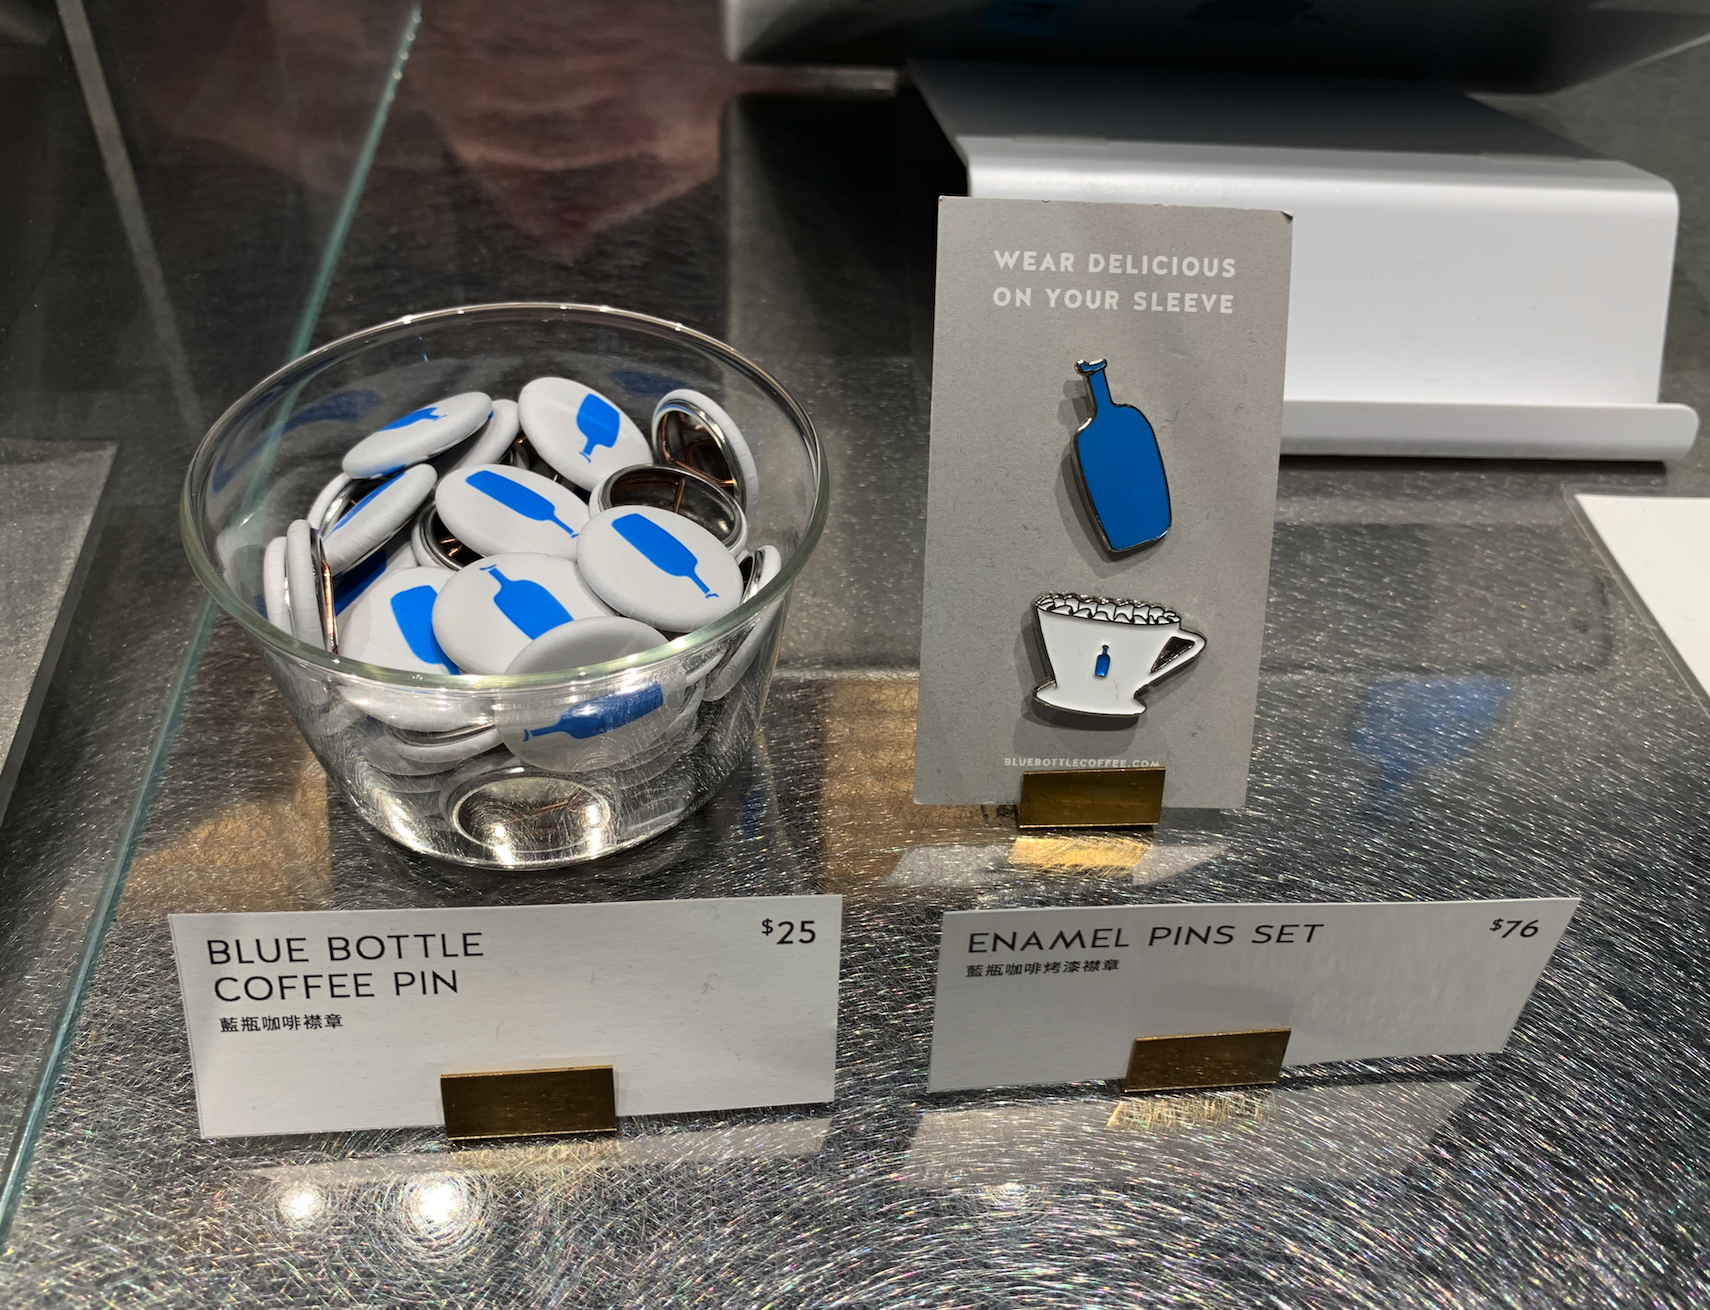 WEAR DELICIOUS
ON YOUR SLEEVE
BLUEBOTTLECOFFEE.COM
BLUE BOTTLE
COFFEE PIN
$25
藍瓶咖啡襟章
ENAMEL PINS SET
$76
藍瓶咖啡烤漆襟章